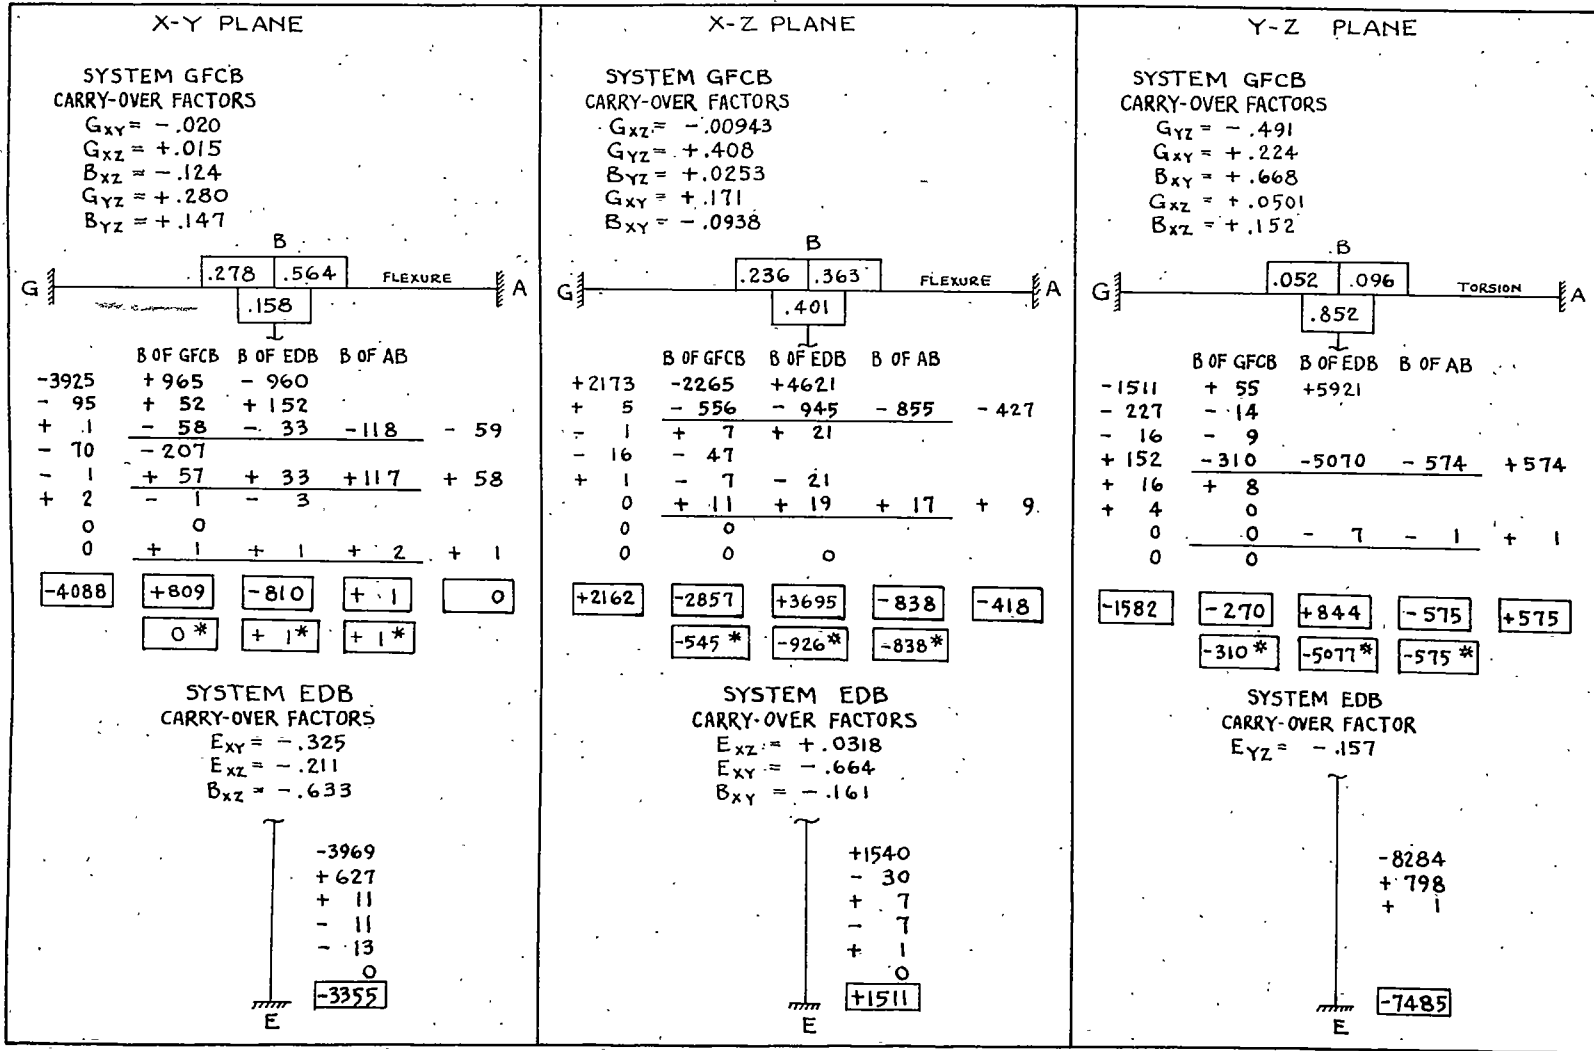 X-Y PLANE
SYSTEM GFCB
CARRY-OVER FACTORS
GXY = -.020
GXZ = +.015
BXZ = -.124
GYZ = +.280
BYZ = +.147
B
.278 .564 FLEXURE
G A
.158
B OF GFCB B OF EDB B OF AB
-3925 +965 -960
- 95 + 52 +152
+ 1 - 58 - 33 -118 - 59
- 70 -207
- 1 + 57 + 33 +117 + 58
+ 2 - 1 - 3
0 0
0 + 1 + 1 + 2 + 1
-4088 +809 -810 + 1 0
0* + 1* + 1*
SYSTEM EDB
CARRY-OVER FACTORS
EXY = -.325
EXZ = -.211
BXZ = -.633
-3969
+627
+ 11
- 11
- 13
0
-3355
E
X-Z PLANE
SYSTEM GFCB
CARRY-OVER FACTORS
GXZ = -.00943
GYZ = +.408
BYZ = +.0253
GXY = +.171
BXY = -.0938
B
.236 .363 FLEXURE
G A
.401
B OF GFCB B OF EDB B OF AB
+2173 -2265 +4621
+ 5 - 556 - 945 - 855 - 427
- 1 + 7 + 21
- 16 - 47
+ 1 - 7 - 21
0 + 11 + 19 + 17 + 9
0 0
0 0 0
+2162 -2857 +3695 -838 -418
-545* -926* -838*
SYSTEM EDB
CARRY-OVER FACTORS
EXZ = +.0318
EXY = -.664
BXY = -.161
+1540
- 30
+ 7
- 7
+ 1
0
+1511
E
Y-Z PLANE
SYSTEM GFCB
CARRY-OVER FACTORS
GYZ = -.491
GXY = +.224
BXY = +.668
GXZ = +.0501
BXZ = +.152
B
.052 .096 TORSION
G A
.852
B OF GFCB B OF EDB B OF AB
-1511 + 55 +5921
- 227 - 14
- 16 - 9
+ 152 -310 -5070 - 574 +574
+ 16 + 8
+ 4 0
0 0 - 7 - 1 + 1
0 0
-1582 -270 +844 -575 +575
-310* -5077* -575*
SYSTEM EDB
CARRY-OVER FACTOR
EYZ = -.157
-8284
+798
+ 1
-7485
E